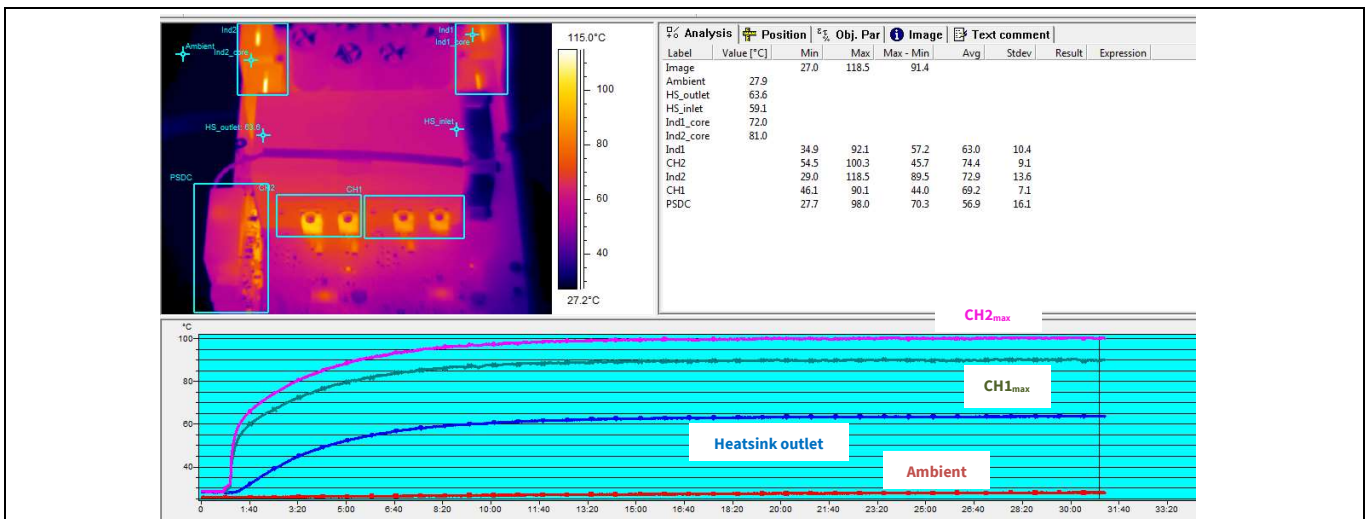 Ind2
Ind1
Ambient
Ind2_core
Ind1_core
HS_outlet: 63.6
HS_inlet
PSDC
CH2
CH1
115.0°C
100
80
60
40
27.2°C
Analysis Position Obj. Par Image Text comment
Label Value [°C] Min Max Max - Min Avg Stdev Result Expression
Image 27.0 118.5 91.4
Ambient 27.9
HS_outlet 63.6
HS_inlet 59.1
Ind1_core 72.0
Ind2_core 81.0
Ind1 34.9 92.1 57.2 63.0 10.4
CH2 54.5 100.3 45.7 74.4 9.1
Ind2 29.0 118.5 89.5 72.9 13.6
CH1 46.1 90.1 44.0 69.2 7.1
PSDC 27.7 98.0 70.3 56.9 16.1
°C
100
80
60
40
CH2max
CH1max
Heatsink outlet
Ambient
0 1:40 3:20 5:00 6:40 8:20 10:00 11:40 13:20 15:00 16:40 18:20 20:00 21:40 23:20 25:00 26:40 28:20 30:00 31:40 33:20